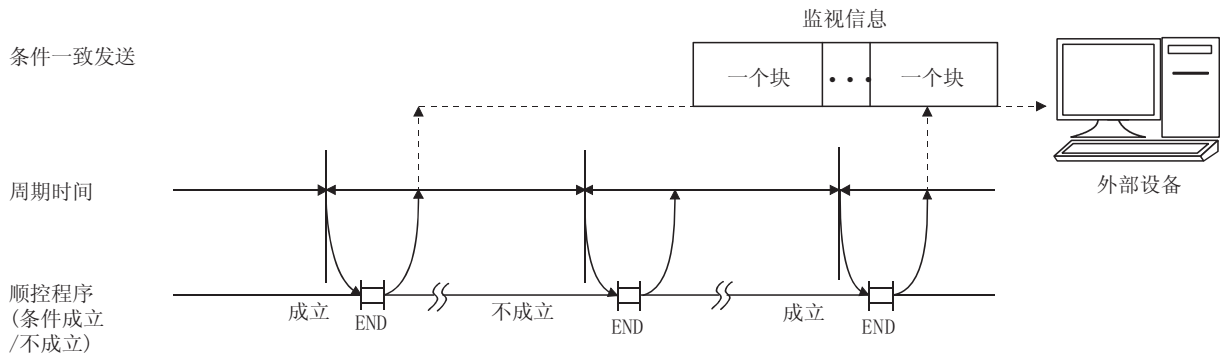 监视信息
条件一致发送
一个块
•••
一个块
周期时间
外部设备
顺控程序
(条件成立
/不成立)
成立
END
不成立
END
成立
END